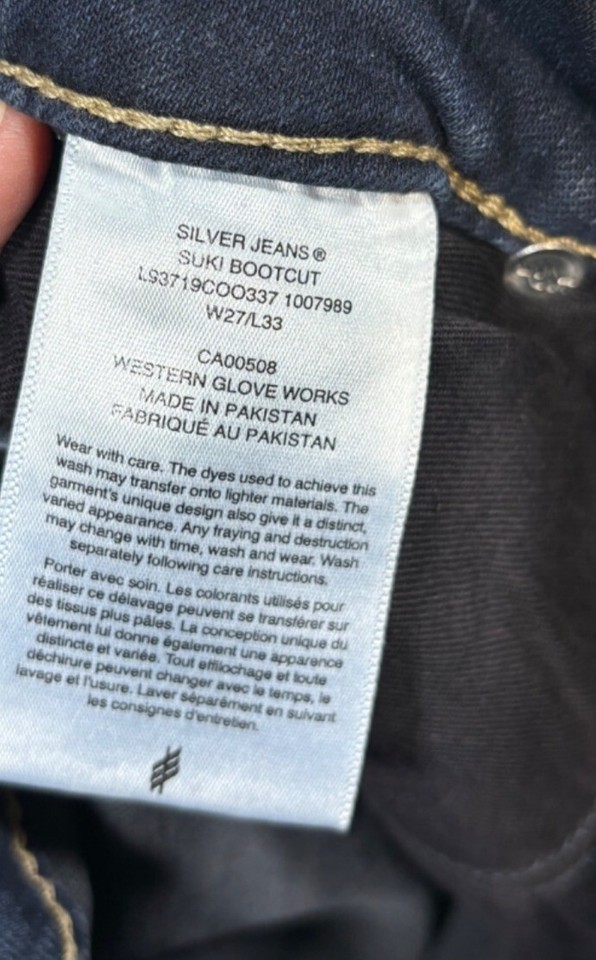 SILVER JEANS®
SUKI BOOTCUT
L93719COO337 1007989
W27/L33
CA00508
WESTERN GLOVE WORKS
MADE IN PAKISTAN
FABRIQUÉ AU PAKISTAN
Wear with care. The dyes used to achieve this
wash may transfer onto lighter materials. The
garment's unique design also give it a distinct,
varied appearance. Any fraying and destruction
may change with time, wash and wear. Wash
separately following care instructions.
Porter avec soin. Les colorants utilisés pour
réaliser ce délavage peuvent se transférer sur
des tissus plus pâles. La conception unique du
vêtement lui donne également une apparence
distincte et variée. Tout effilochage et toute
déchirure peuvent changer avec le temps, le
lavage et l'usure. Laver séparément en suivant
les consignes d'entretien.